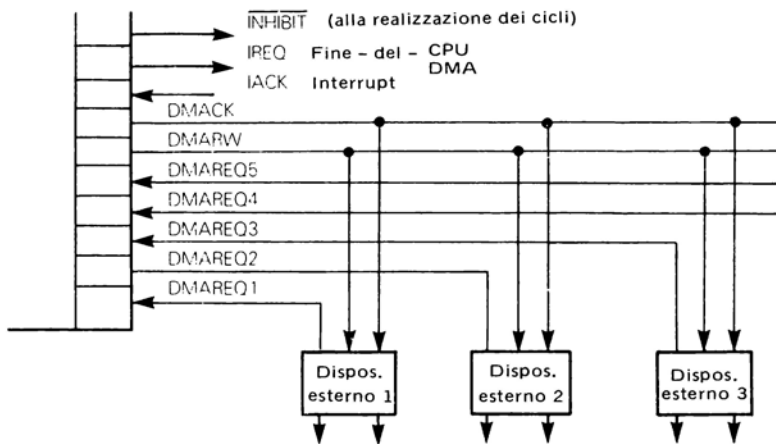 INHIBIT (alla realizzazione dei cicli)
IREQ Fine - del - CPU
DMA
IACK Interrupt
DMACK
DMARW
DMAREQ5
DMAREQ4
DMAREQ3
DMAREQ2
DMAREQ1
Dispos.
esterno 1
Dispos.
esterno 2
Dispos.
esterno 3